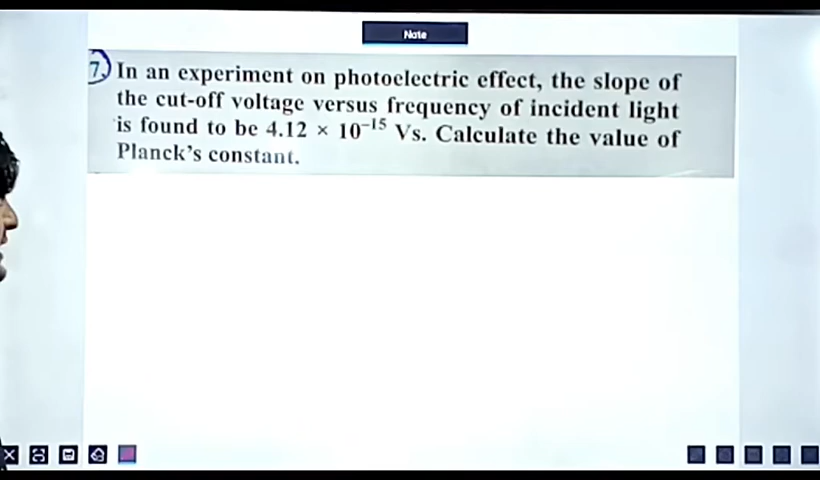 Note
7. In an experiment on photoelectric effect, the slope of
the cut-off voltage versus frequency of incident light
is found to be 4.12 × 10⁻¹⁵ Vs. Calculate the value of
Planck's constant.